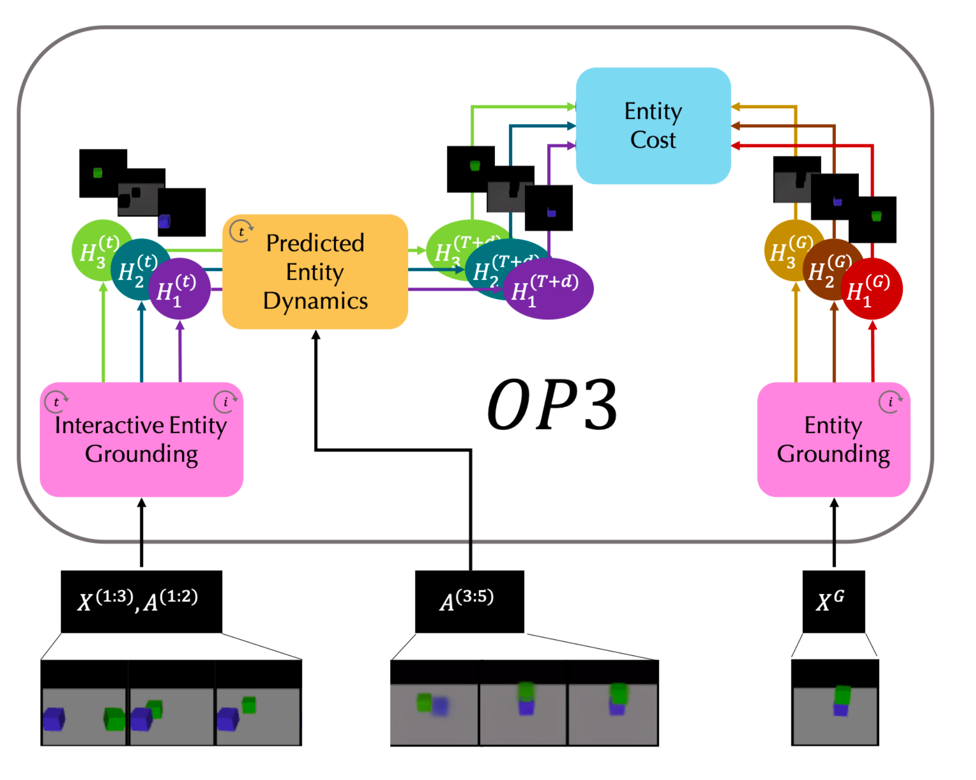 Entity
Cost
t
Predicted
Entity
Dynamics
H_3^{(t)}
H_2^{(t)}
H_1^{(t)}
H_3^{(T+d)}
H_2^{(T+d)}
H_1^{(T+d)}
H_3^{(G)}
H_2^{(G)}
H_1^{(G)}
OP3
t
i
Interactive Entity
Grounding
i
Entity
Grounding
X^{(1:3)}, A^{(1:2)}
A^{(3:5)}
X^G